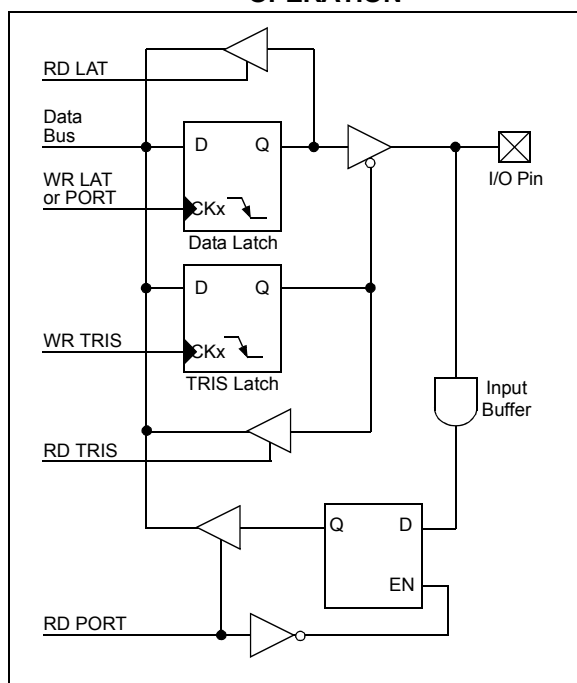 OPERATION
RD LAT
Data
Bus
D Q
I/O Pin
WR LAT
or PORT
CKx
Data Latch
D Q
WR TRIS
CKx
TRIS Latch
Input
Buffer
RD TRIS
Q D
EN
RD PORT